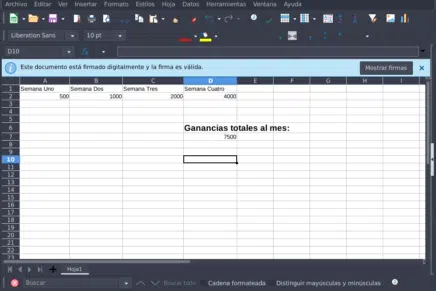 Archivo Editar Ver Insertar Formato Estilos Hoja Datos Herramientas Ventana Ayuda
Liberation Sans 10 pt
D10
Este documento está firmado digitalmente y la firma es válida. Mostrar firmas
A B C D E F G H I
1 Semana Uno Semana Dos Semana Tres Semana Cuatro
2 500 1000 2000 4000
3
4
5
6 Ganancias totales al mes:
7 7500
8
9
10
11
12
13
14
15
16
17
18
19
20
21
22
23
Hoja1
Buscar Buscar todo Cadena formateada Distinguir mayúsculas y minúsculas